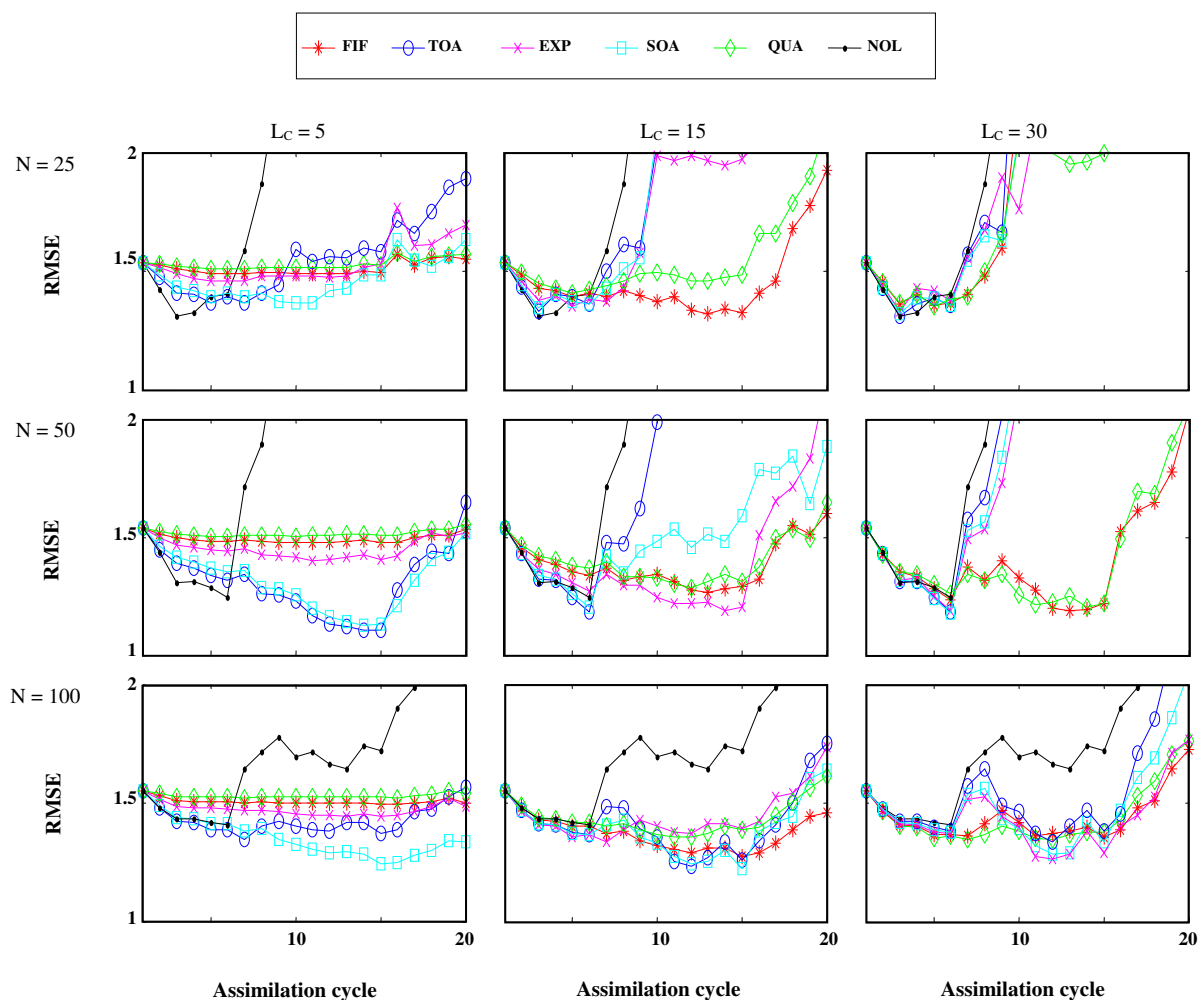 FIF TOA EXP SOA QUA NOL
L_C = 5 L_C = 15 L_C = 30
N = 25
2
1.5
1
RMSE
N = 50
2
1.5
1
RMSE
N = 100
2
1.5
1
RMSE
10 20 10 20 10 20
Assimilation cycle Assimilation cycle Assimilation cycle